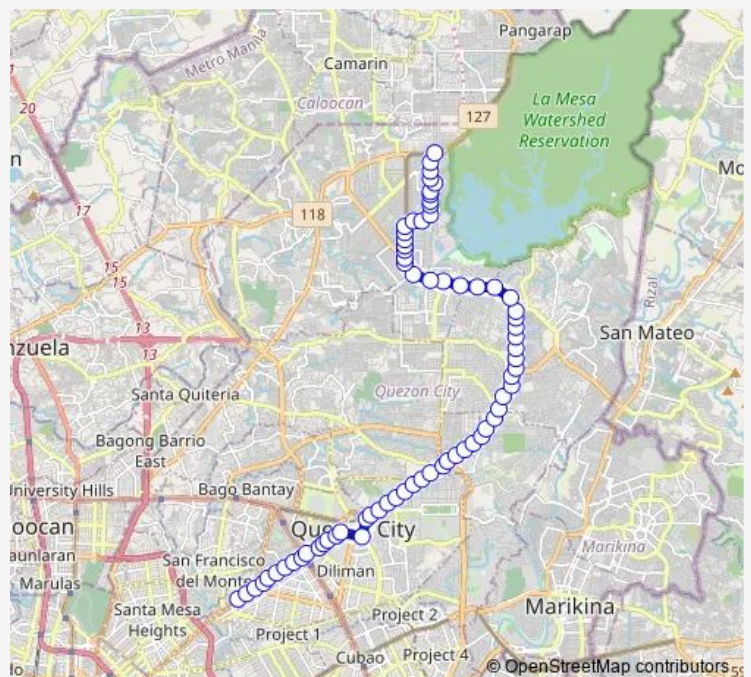 Pangarap
Metro Manila
Camarin
La Mesa
Watershed
Reservation
Caloocan
127
20
118
17
15
15
Rizal
13
13
San Mateo
nzuela
Quezon City
Santa Quiteria
Bagong Barrio
East
University Hills
Bago Bantay
oocan
Quezon City
aunlaran
San Francisco
del Monte
Marikina
Diliman
Marulas
Santa Mesa
Heights
Marikina
Project 2
Project 1
Project 4
Cubao
© OpenStreetMap contributors